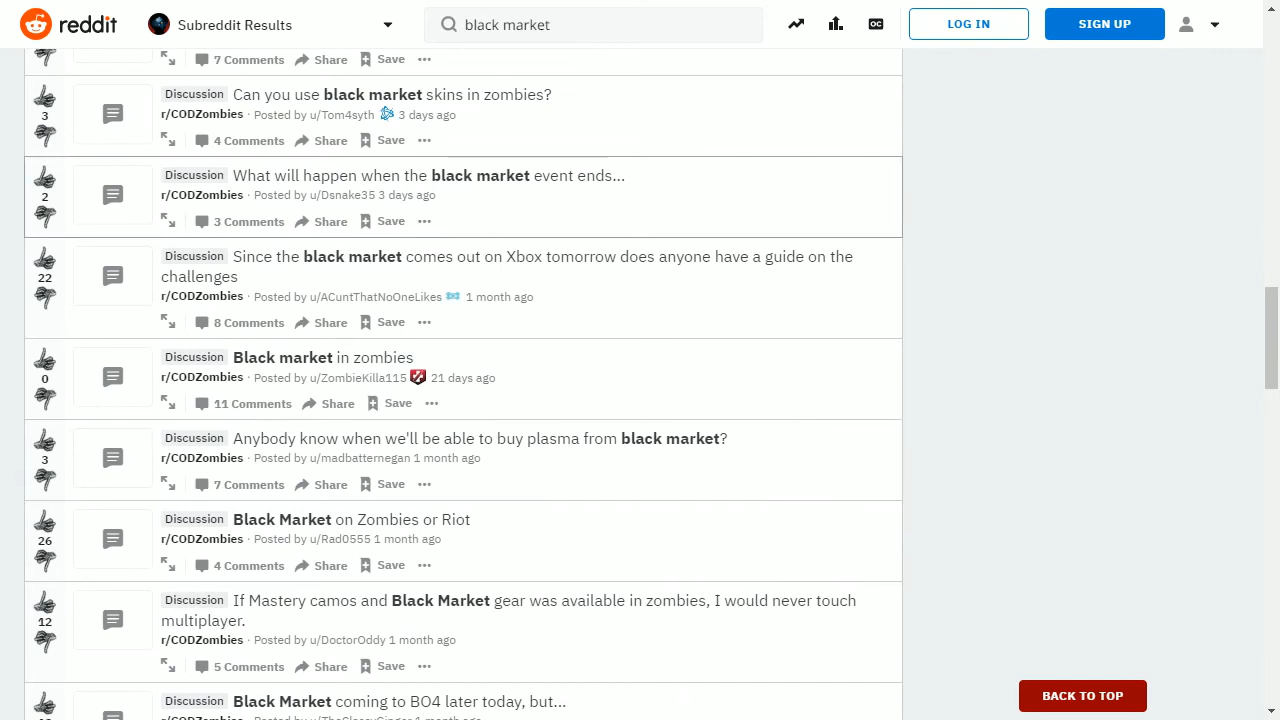 reddit Subreddit Results black market LOG IN SIGN UP
7 Comments Share Save
Discussion Can you use black market skins in zombies?
3 r/CODZombies · Posted by u/Tom4syth 3 days ago
4 Comments Share Save
Discussion What will happen when the black market event ends...
2 r/CODZombies · Posted by u/Dsnake35 3 days ago
3 Comments Share Save
Discussion Since the black market comes out on Xbox tomorrow does anyone have a guide on the
22 challenges
r/CODZombies · Posted by u/ACuntThatNoOneLikes 1 month ago
8 Comments Share Save
Discussion Black market in zombies
0 r/CODZombies · Posted by u/ZombieKilla115 21 days ago
11 Comments Share Save
Discussion Anybody know when we'll be able to buy plasma from black market?
3 r/CODZombies · Posted by u/madbatternegan 1 month ago
7 Comments Share Save
Discussion Black Market on Zombies or Riot
26 r/CODZombies · Posted by u/Rad0555 1 month ago
4 Comments Share Save
Discussion If Mastery camos and Black Market gear was available in zombies, I would never touch
12 multiplayer.
r/CODZombies · Posted by u/DoctorOddy 1 month ago
5 Comments Share Save
BACK TO TOP
Discussion Black Market coming to BO4 later today, but...